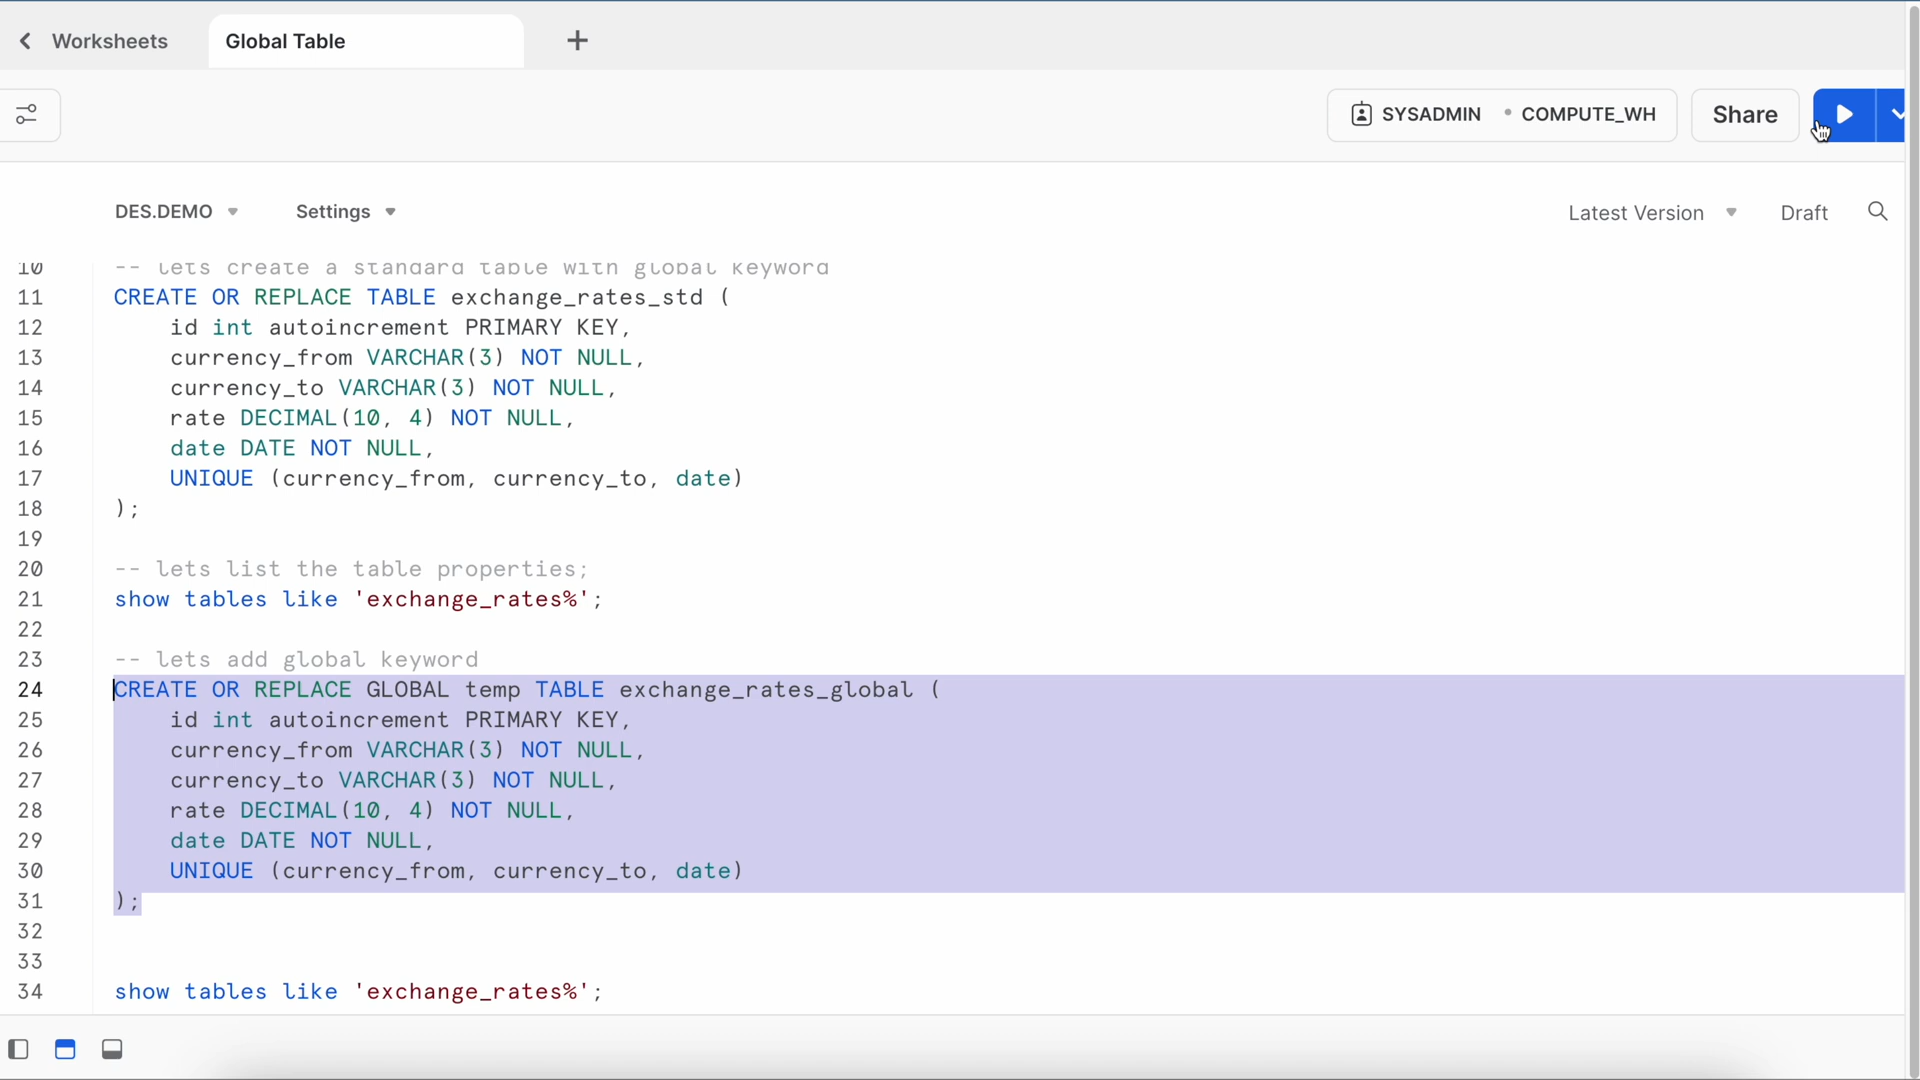 Worksheets
Global Table
SYSADMIN • COMPUTE_WH
Share
DES.DEMO
Settings
Latest Version
Draft
10 -- lets create a standard table with global keyword
11 CREATE OR REPLACE TABLE exchange_rates_std (
12 id int autoincrement PRIMARY KEY,
13 currency_from VARCHAR(3) NOT NULL,
14 currency_to VARCHAR(3) NOT NULL,
15 rate DECIMAL(10, 4) NOT NULL,
16 date DATE NOT NULL,
17 UNIQUE (currency_from, currency_to, date)
18 );
19
20 -- lets list the table properties;
21 show tables like 'exchange_rates%';
22
23 -- lets add global keyword
24 CREATE OR REPLACE GLOBAL temp TABLE exchange_rates_global (
25 id int autoincrement PRIMARY KEY,
26 currency_from VARCHAR(3) NOT NULL,
27 currency_to VARCHAR(3) NOT NULL,
28 rate DECIMAL(10, 4) NOT NULL,
29 date DATE NOT NULL,
30 UNIQUE (currency_from, currency_to, date)
31 );
32
33
34 show tables like 'exchange_rates%';